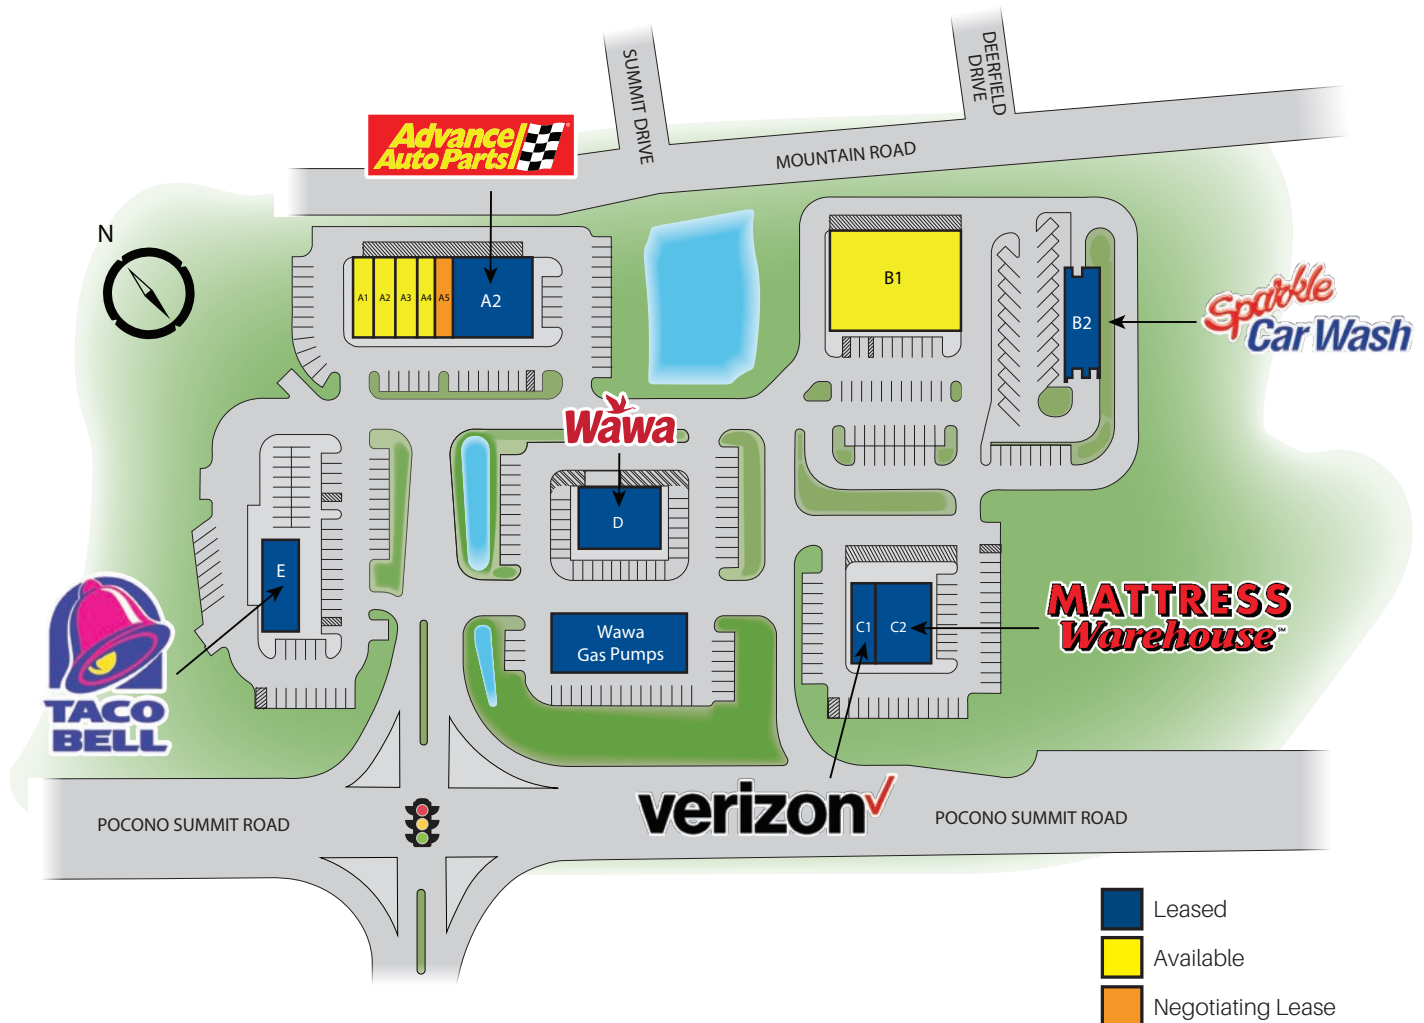 SUMMIT DRIVE
DEERFIELD
DRIVE
MOUNTAIN ROAD
Advance
Auto Parts
N
A1
A2
A3
A4
A5
A2
B1
B2
Sparkle
Car Wash
Wawa
D
E
Wawa
Gas Pumps
C1
C2
MATTRESS
Warehouse℠
TACO
BELL
verizon
POCONO SUMMIT ROAD
POCONO SUMMIT ROAD
Leased
Available
Negotiating Lease